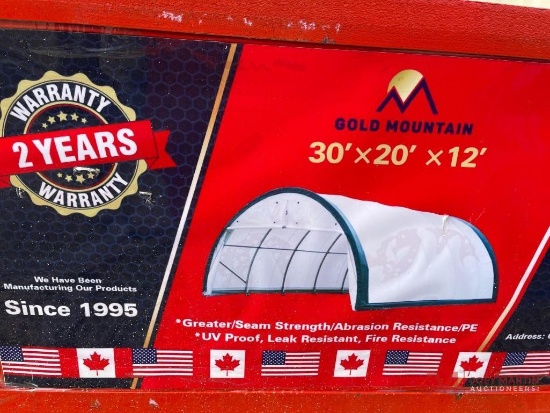 WARRANTY
2 YEARS
WARRANTY
GOLD MOUNTAIN
30'×20'×12'
We Have Been
Manufacturing Our Products
Since 1995
*Greater/Seam Strength/Abrasion Resistance/PE
*UV Proof, Leak Resistant, Fire Resistance
Address:
AUCTIONEERS